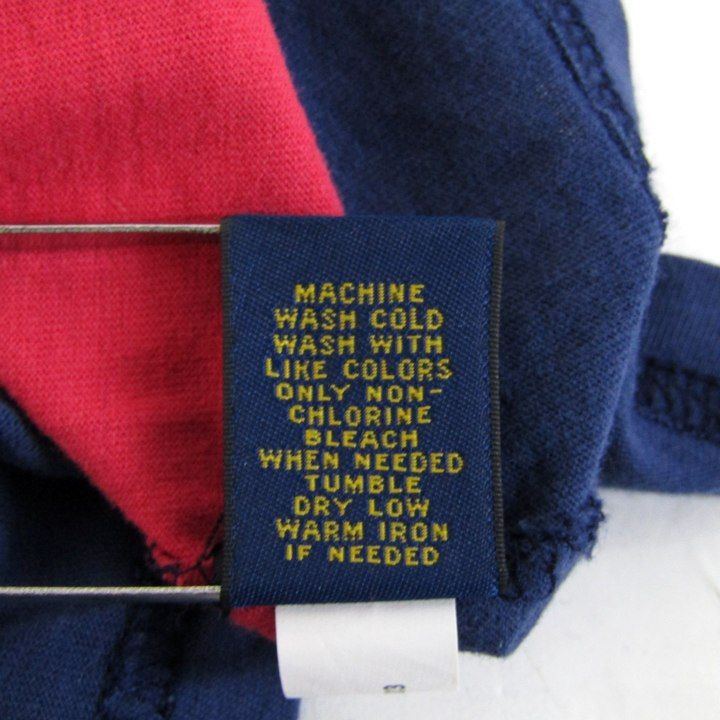 MACHINE
WASH COLD
WASH WITH
LIKE COLORS
ONLY NON-
CHLORINE
BLEACH
WHEN NEEDED
TUMBLE
DRY LOW
WARM IRON
IF NEEDED